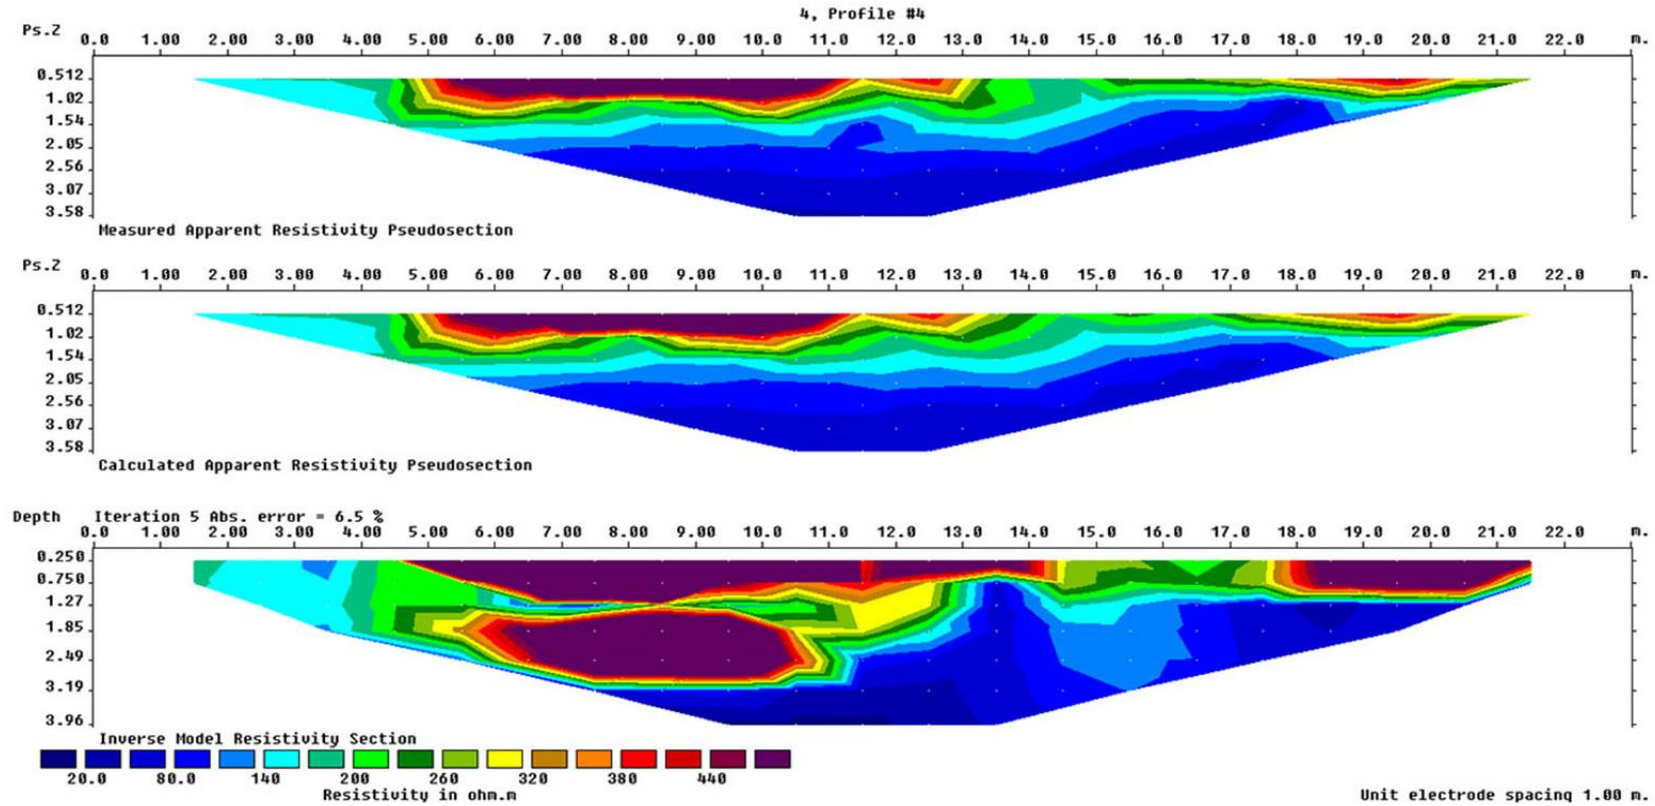 4, Profile #4
Ps.Z 0.0 1.00 2.00 3.00 4.00 5.00 6.00 7.00 8.00 9.00 10.0 11.0 12.0 13.0 14.0 15.0 16.0 17.0 18.0 19.0 20.0 21.0 22.0 m.
0.512
1.02
1.54
2.05
2.56
3.07
3.58
Measured Apparent Resistivity Pseudosection
Ps.Z 0.0 1.00 2.00 3.00 4.00 5.00 6.00 7.00 8.00 9.00 10.0 11.0 12.0 13.0 14.0 15.0 16.0 17.0 18.0 19.0 20.0 21.0 22.0 m.
0.512
1.02
1.54
2.05
2.56
3.07
3.58
Calculated Apparent Resistivity Pseudosection
Depth Iteration 5 Abs. error = 6.5 %
0.0 1.00 2.00 3.00 4.00 5.00 6.00 7.00 8.00 9.00 10.0 11.0 12.0 13.0 14.0 15.0 16.0 17.0 18.0 19.0 20.0 21.0 22.0 m.
0.250
0.750
1.27
1.85
2.49
3.19
3.96
Inverse Model Resistivity Section
20.0 80.0 140 200 260 320 380 440
Resistivity in ohm.m
Unit electrode spacing 1.00 m.